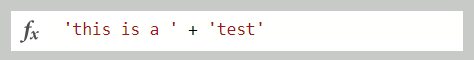 fx 'this is a ' + 'test'